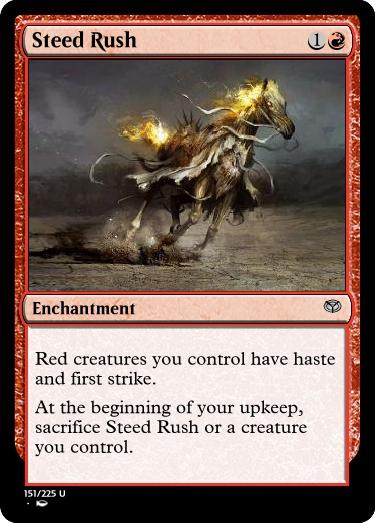 Steed Rush 1
Enchantment
Red creatures you control have haste
and first strike.
At the beginning of your upkeep,
sacrifice Steed Rush or a creature
you control.
151/225 U